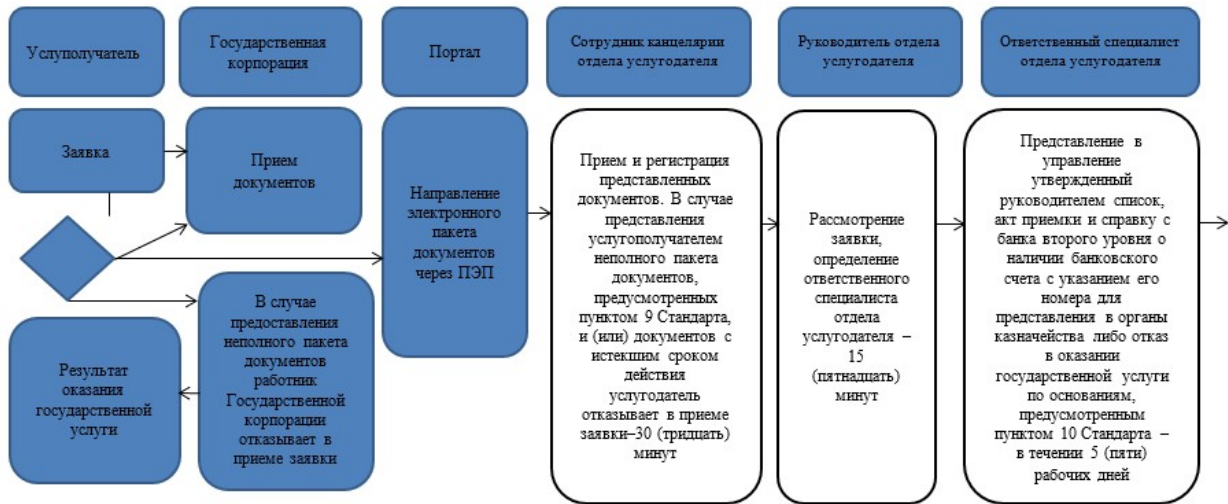 Услуполучатель
Государственная
корпорация
Портал
Сотрудник канцелярии
отдела услугодателя
Руководитель отдела
услугодателя
Ответственный специалист
отдела услугодателя
Заявка
Прием
документов
В случае
предоставления
неполного пакета
документов
работник
Государственной
корпорации
отказывает в
приеме заявки
Результат
оказания
государственной
услуги
Направление
электронного
пакета
документов
через ПЭП
Прием и регистрация
представленных
документов. В случае
представления
услугополучателем
неполного пакета
документов,
предусмотренных
пунктом 9 Стандарта,
и (или) документов с
истекшим сроком
действия
услугодатель
отказывает в приеме
заявки–30 (тридцать)
минут
Рассмотрение
заявки,
определение
ответственного
специалиста
отдела
услугодателя –
15
(пятнадцать)
минут
Представление в
управление
утвержденный
руководителем список,
акт приемки и справку с
банка второго уровня о
наличии банковского
счета с указанием его
номера для
представления в органы
казначейства либо отказ
в оказании
государственной услуги
по основаниям,
предусмотренным
пунктом 10 Стандарта –
в течении 5 (пяти)
рабочих дней